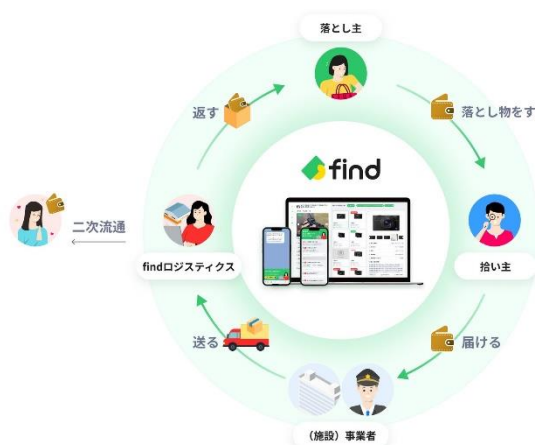 落とし主
返す
落とし物をす
find
二次流通
findロジスティクス
拾い主
送る
届ける
（施設）事業者